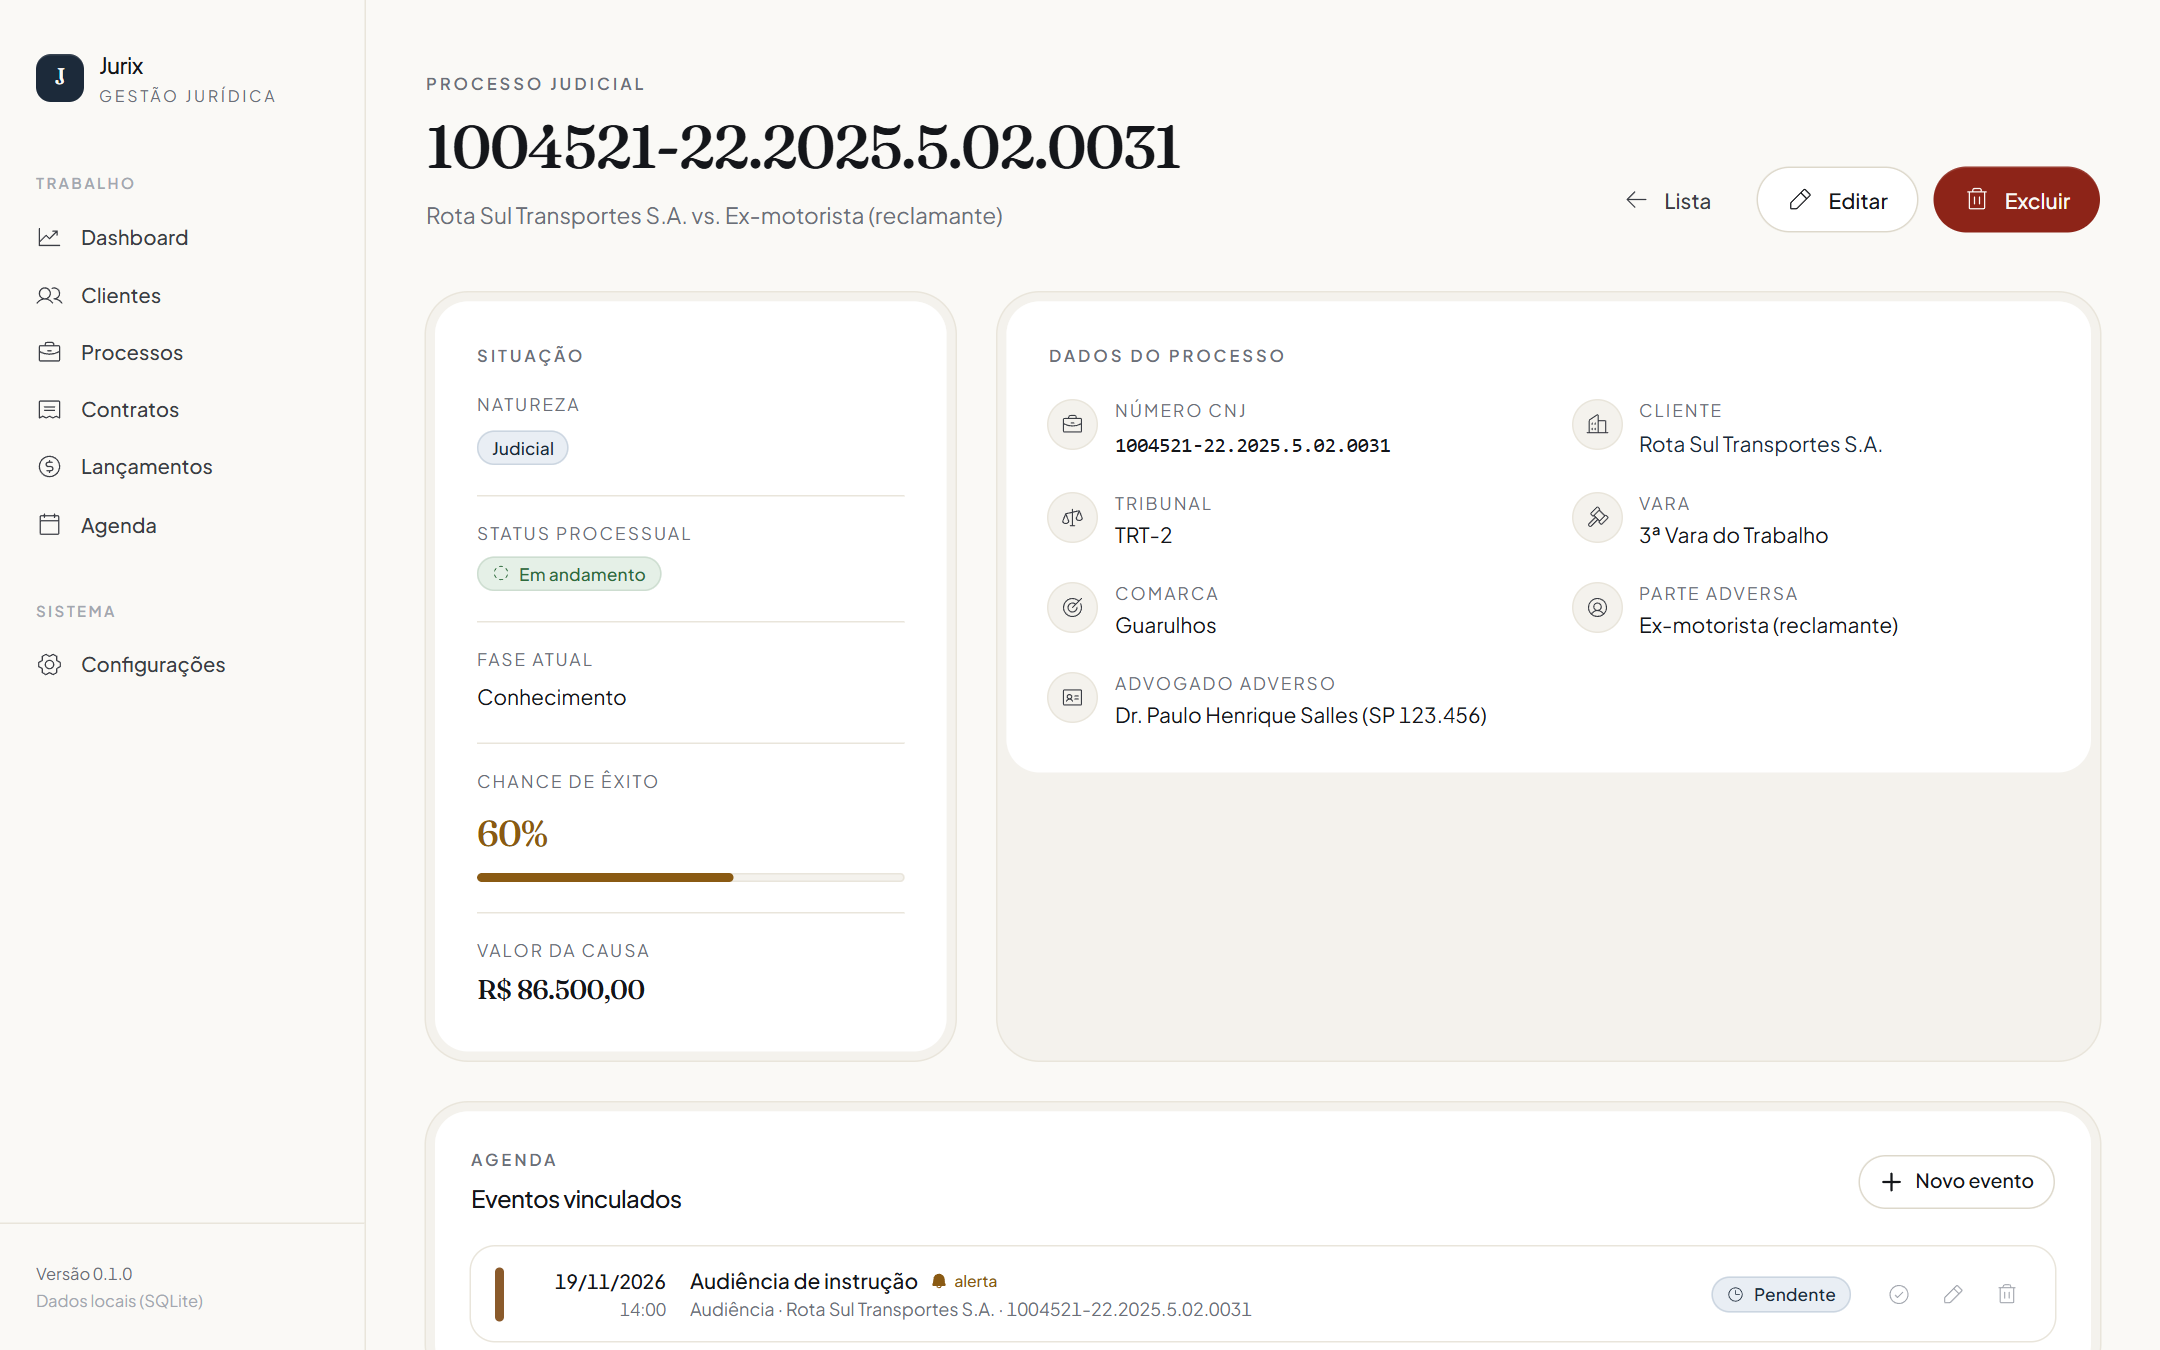 J
Jurix
GESTÃO JURÍDICA
TRABALHO
Dashboard
Clientes
Processos
Contratos
Lançamentos
Agenda
SISTEMA
Configurações
Versão 0.1.0
Dados locais (SQLite)
PROCESSO JUDICIAL
1004521-22.2025.5.02.0031
Rota Sul Transportes S.A. vs. Ex-motorista (reclamante)
Lista
Editar
Excluir
SITUAÇÃO
NATUREZA
Judicial
STATUS PROCESSUAL
Em andamento
FASE ATUAL
Conhecimento
CHANCE DE ÊXITO
60%
VALOR DA CAUSA
R$ 86.500,00
DADOS DO PROCESSO
NÚMERO CNJ
1004521-22.2025.5.02.0031
CLIENTE
Rota Sul Transportes S.A.
TRIBUNAL
TRT-2
VARA
3ª Vara do Trabalho
COMARCA
Guarulhos
PARTE ADVERSA
Ex-motorista (reclamante)
ADVOGADO ADVERSO
Dr. Paulo Henrique Salles (SP 123.456)
AGENDA
Eventos vinculados
Novo evento
19/11/2026
14:00
Audiência de instrução alerta
Audiência · Rota Sul Transportes S.A. · 1004521-22.2025.5.02.0031
Pendente